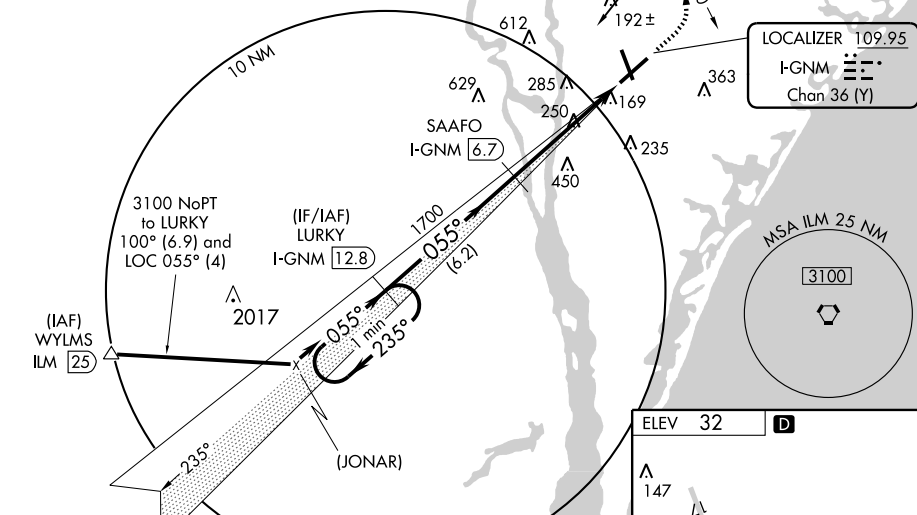 612
192±
LOCALIZER 109.95
I-GNM
Chan 36 (Y)
10 NM
629
285
363
250
169
SAAFO
I-GNM 6.7
235
450
3100 NoPT
to LURKY
100° (6.9) and
LOC 055° (4)
(IF/IAF)
LURKY
I-GNM 12.8
1700
055°
(6.2)
MSA ILM 25 NM
3100
2017
(IAF)
WYLMS
ILM 25
055°
1 min
235°
235°
(JONAR)
ELEV 32 D
147